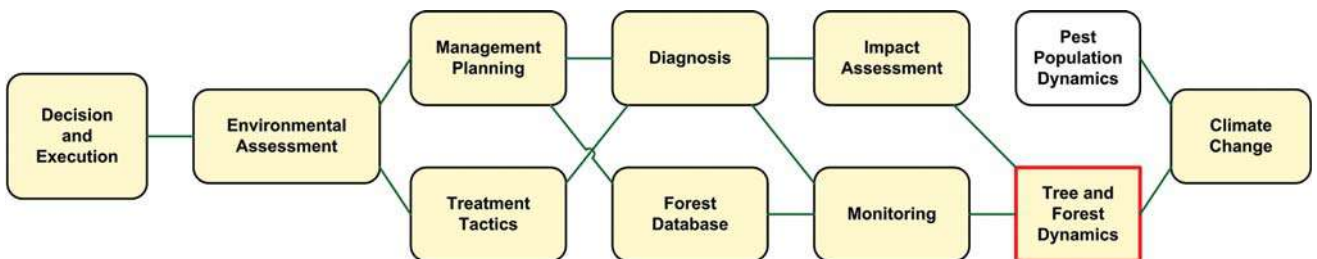 Decision
and
Execution
Environmental
Assessment
Management
Planning
Treatment
Tactics
Diagnosis
Forest
Database
Impact
Assessment
Monitoring
Pest
Population
Dynamics
Tree and
Forest
Dynamics
Climate
Change